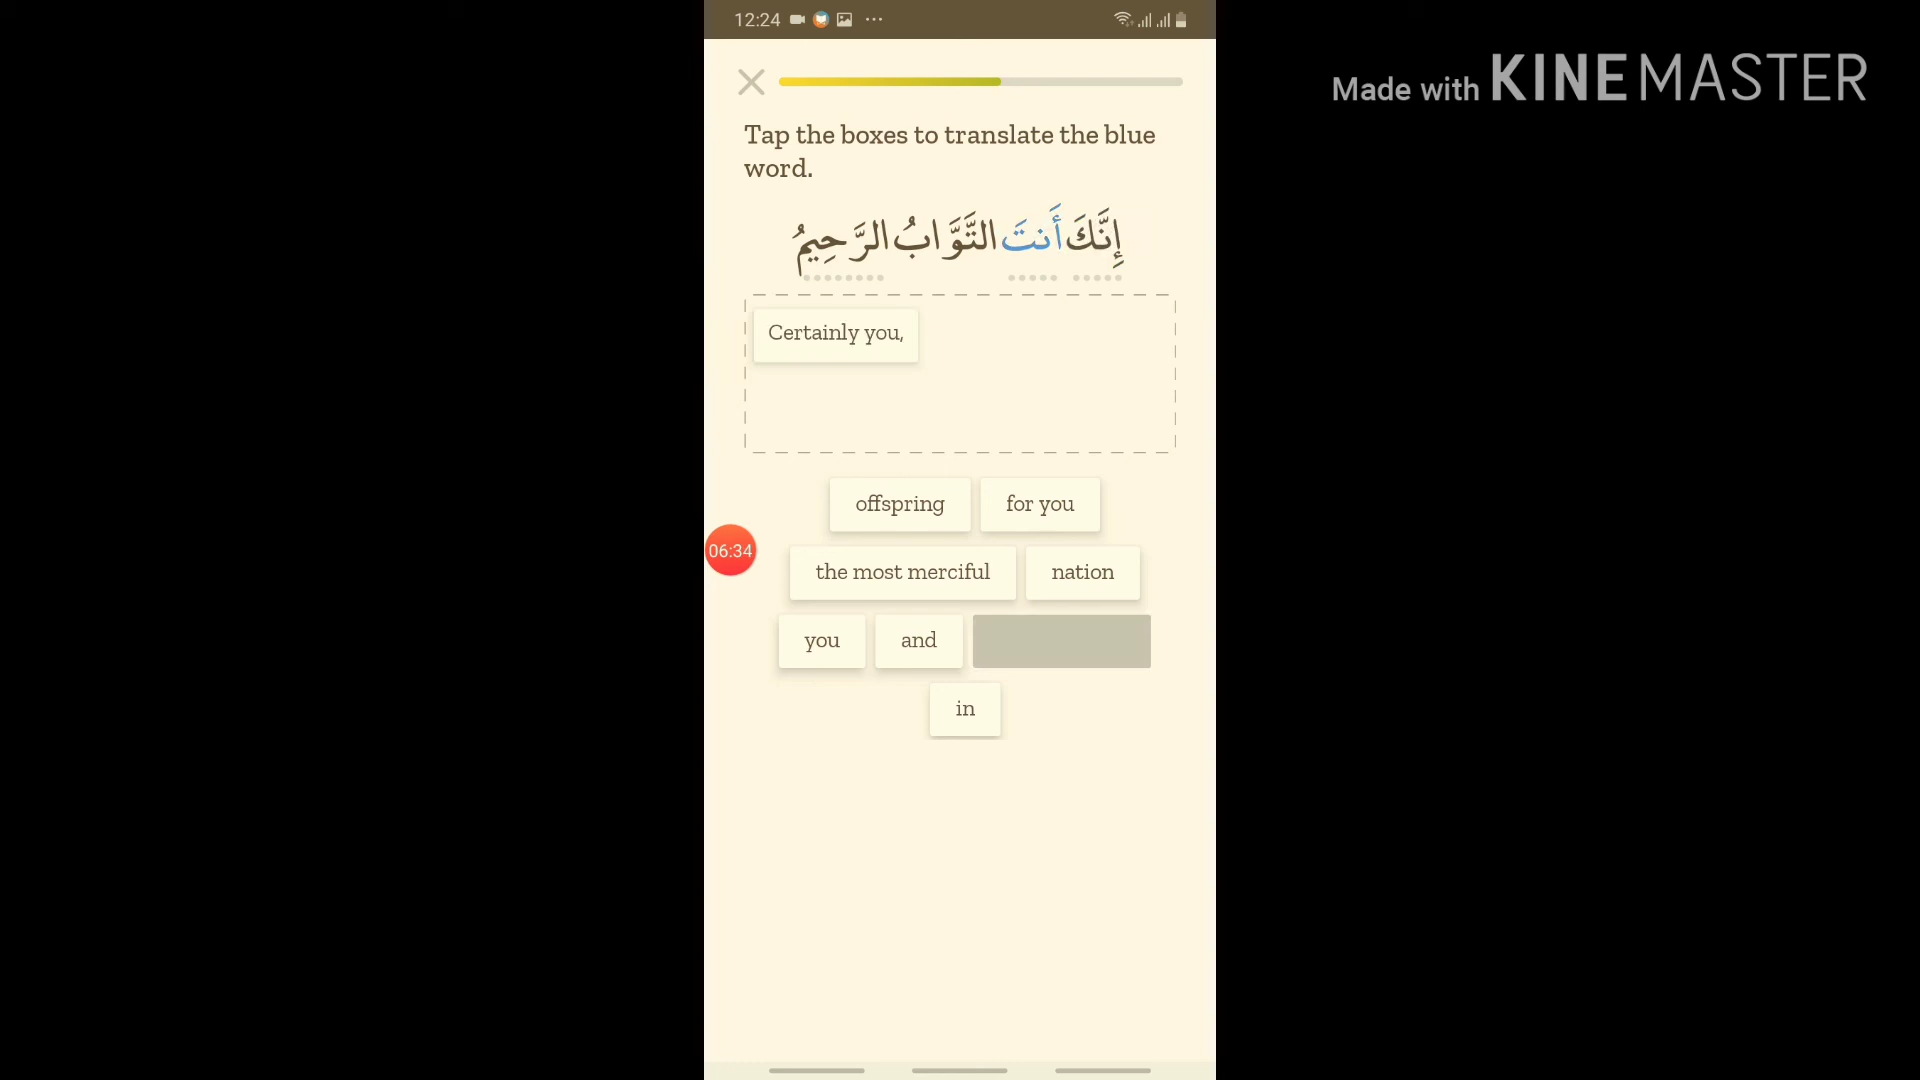 12:24
Made with KINEMASTER
Tap the boxes to translate the blue
word.
إِنَّكَ أَنتَ التَّوَّابُ الرَّحِيمُ
Certainly you,
offspring for you
06:34
the most merciful nation
you and
in